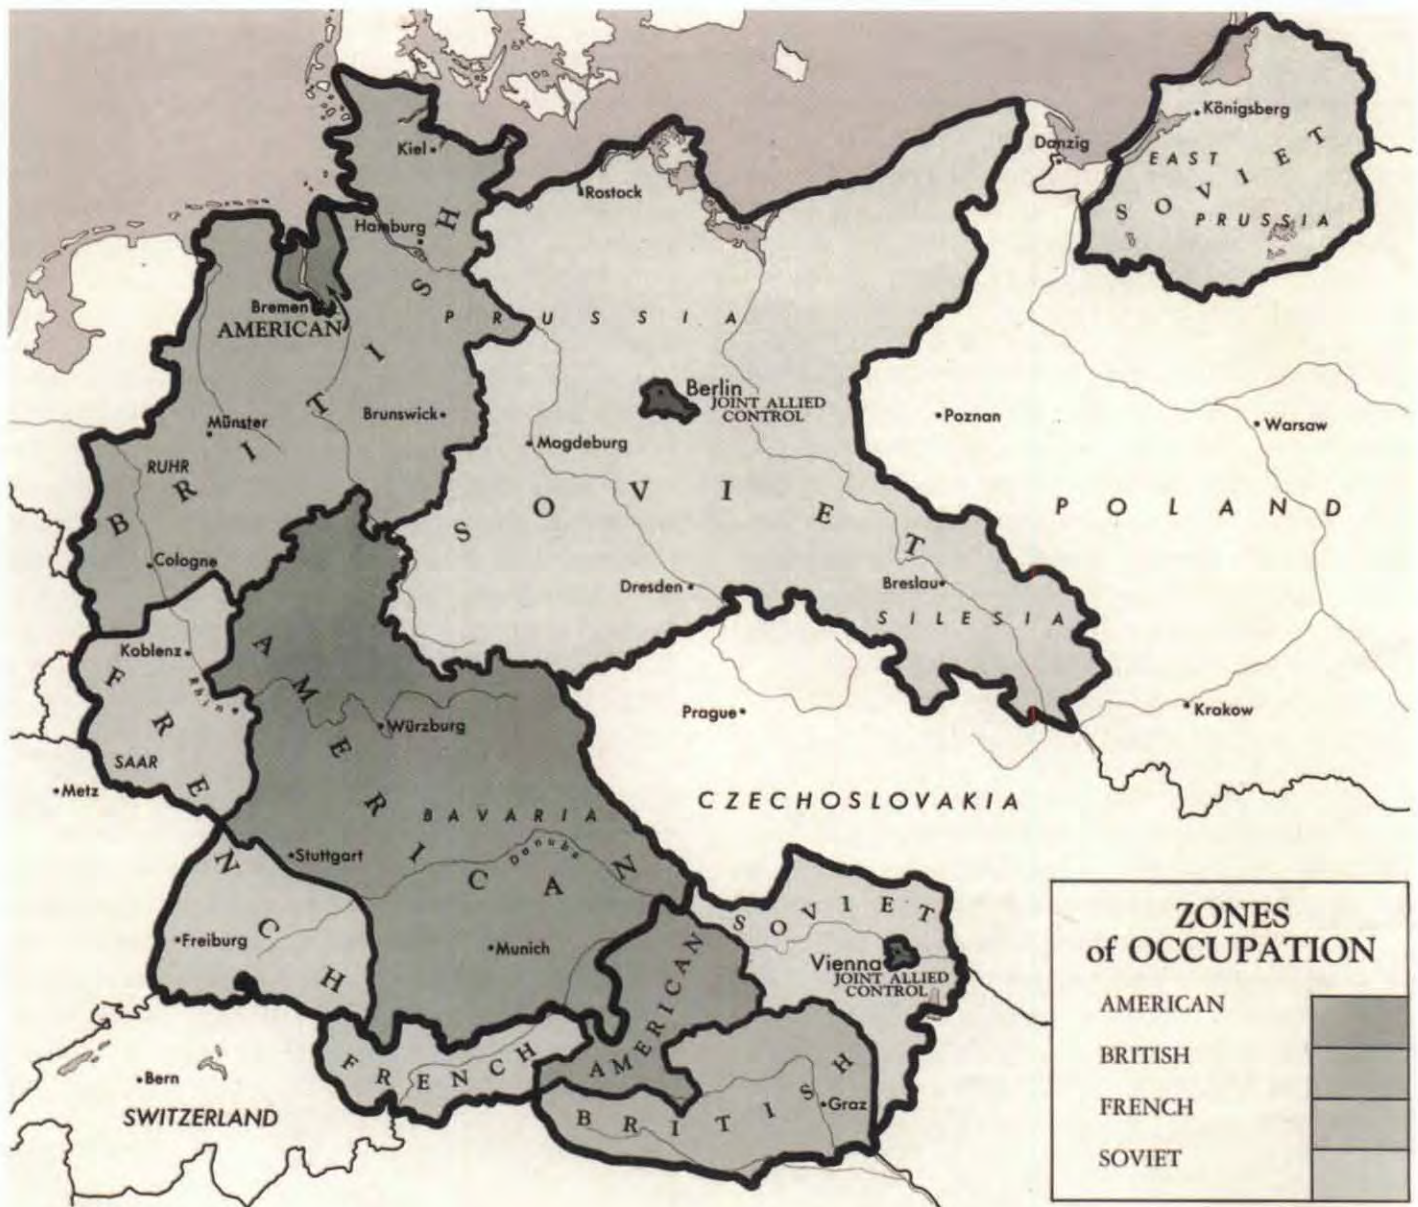 Königsberg
Kiel
Danzig
EAST
SOVIET
PRUSSIA
Rostock
Hamburg
Bremen
AMERICAN
PRUSSIA
Berlin
JOINT ALLIED
CONTROL
BRITISH
Münster
Brunswick
Poznan
Warsaw
Magdeburg
RUHR
SOVIET
POLAND
Cologne
Dresden
Breslau
SILESIA
Koblenz
Rhin
FRENCH
AMERICAN
Würzburg
Prague
Krakow
SAAR
Metz
BAVARIA
CZECHOSLOVAKIA
Stuttgart
Danube
Freiburg
Munich
SOVIET
Vienna
JOINT ALLIED
CONTROL
AMERICAN
AMERICAN
FRENCH
BRITISH
Graz
Bern
SWITZERLAND
ZONES
of OCCUPATION
AMERICAN
BRITISH
FRENCH
SOVIET